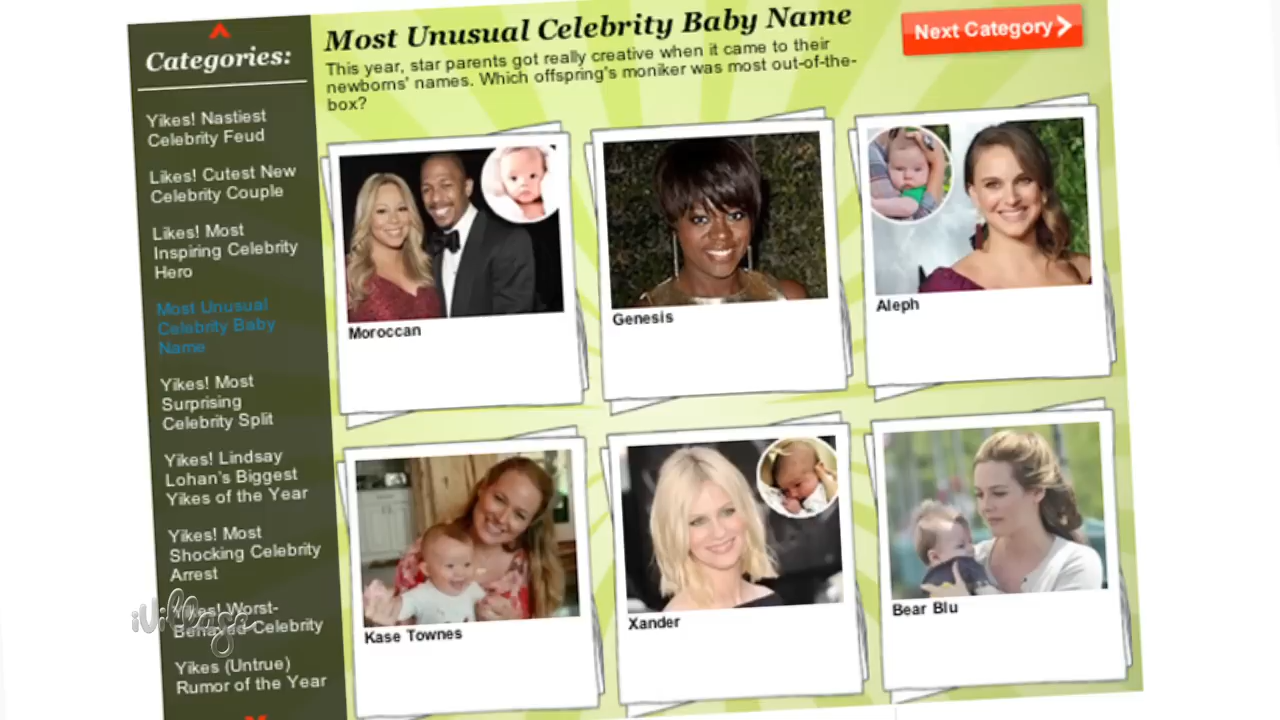 Categories:
Yikes! Nastiest
Celebrity Feud
Likes! Cutest New
Celebrity Couple
Likes! Most
Inspiring Celebrity
Hero
Most Unusual
Celebrity Baby
Name
Yikes! Most
Surprising
Celebrity Split
Yikes! Lindsay
Lohan's Biggest
Yikes of the Year
Yikes! Most
Shocking Celebrity
Arrest
Yikes! Worst-
Behaved Celebrity
Yikes (Untrue)
Rumor of the Year
iVillage
Most Unusual Celebrity Baby Name
Next Category
This year, star parents got really creative when it came to their
newborns' names. Which offspring's moniker was most out-of-the-
box?
Moroccan
Genesis
Aleph
Kase Townes
Xander
Bear Blu